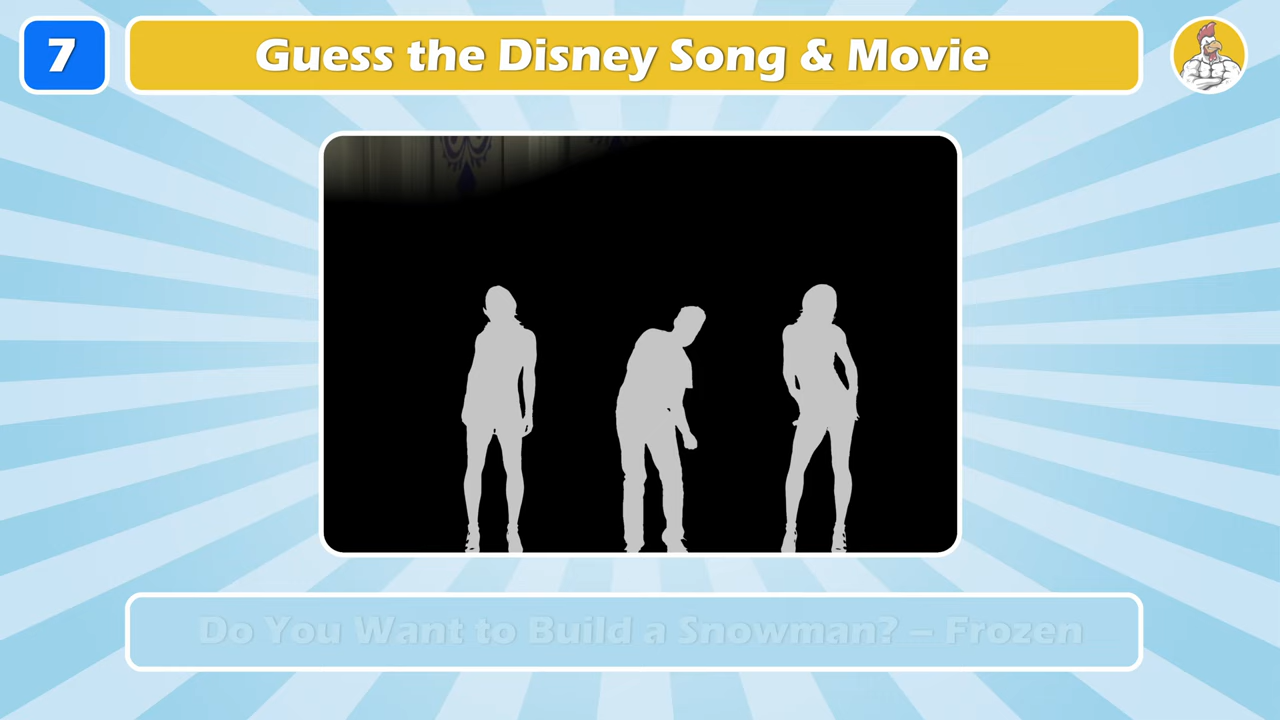 7
Guess the Disney Song & Movie
Do You Want to Build a Snowman? – Frozen